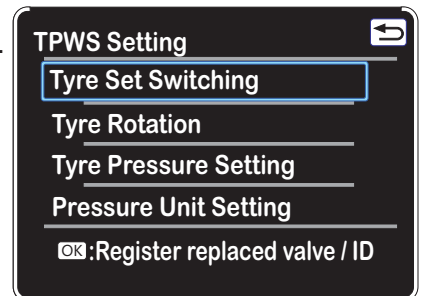 TPWS Setting
Tyre Set Switching
Tyre Rotation
Tyre Pressure Setting
Pressure Unit Setting
OK:Register replaced valve / ID